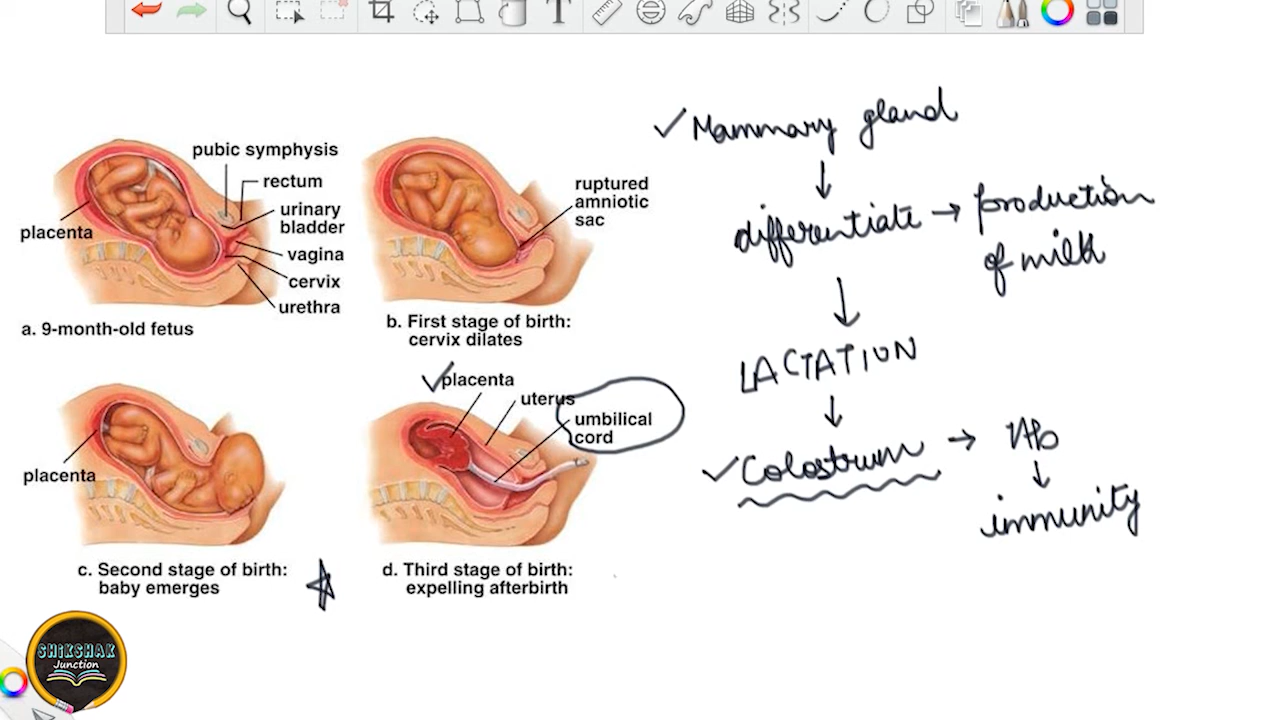 pubic symphysis
rectum
urinary
bladder
placenta
vagina
cervix
urethra
a. 9-month-old fetus
ruptured
amniotic
sac
b. First stage of birth:
cervix dilates
placenta
c. Second stage of birth:
baby emerges
placenta
uterus
umbilical
cord
d. Third stage of birth:
expelling afterbirth
Mammary gland
differentiate → production
of milk
LACTATION
Colostrum →
immunity
SHIKSHAK
Junction